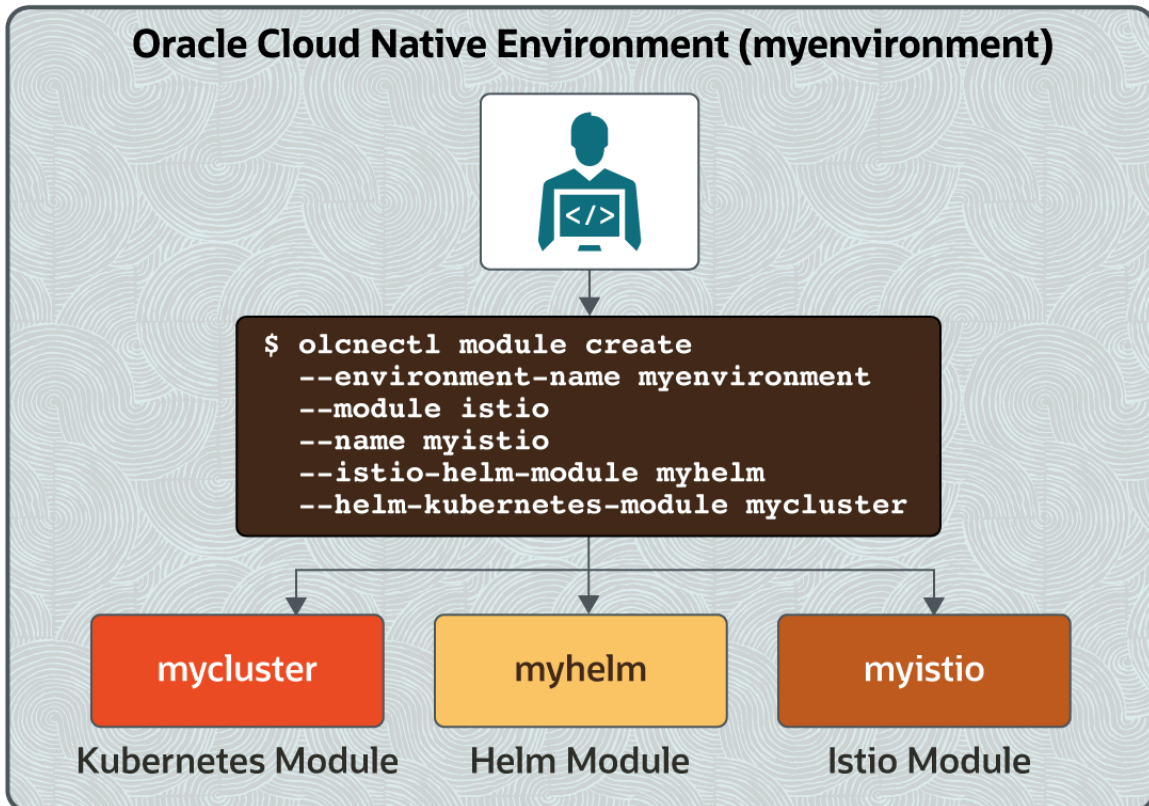 Oracle Cloud Native Environment (myenvironment)
</>
$ olcnectl module create
--environment-name myenvironment
--module istio
--name myistio
--istio-helm-module myhelm
--helm-kubernetes-module mycluster
mycluster
myhelm
myistio
Kubernetes Module
Helm Module
Istio Module